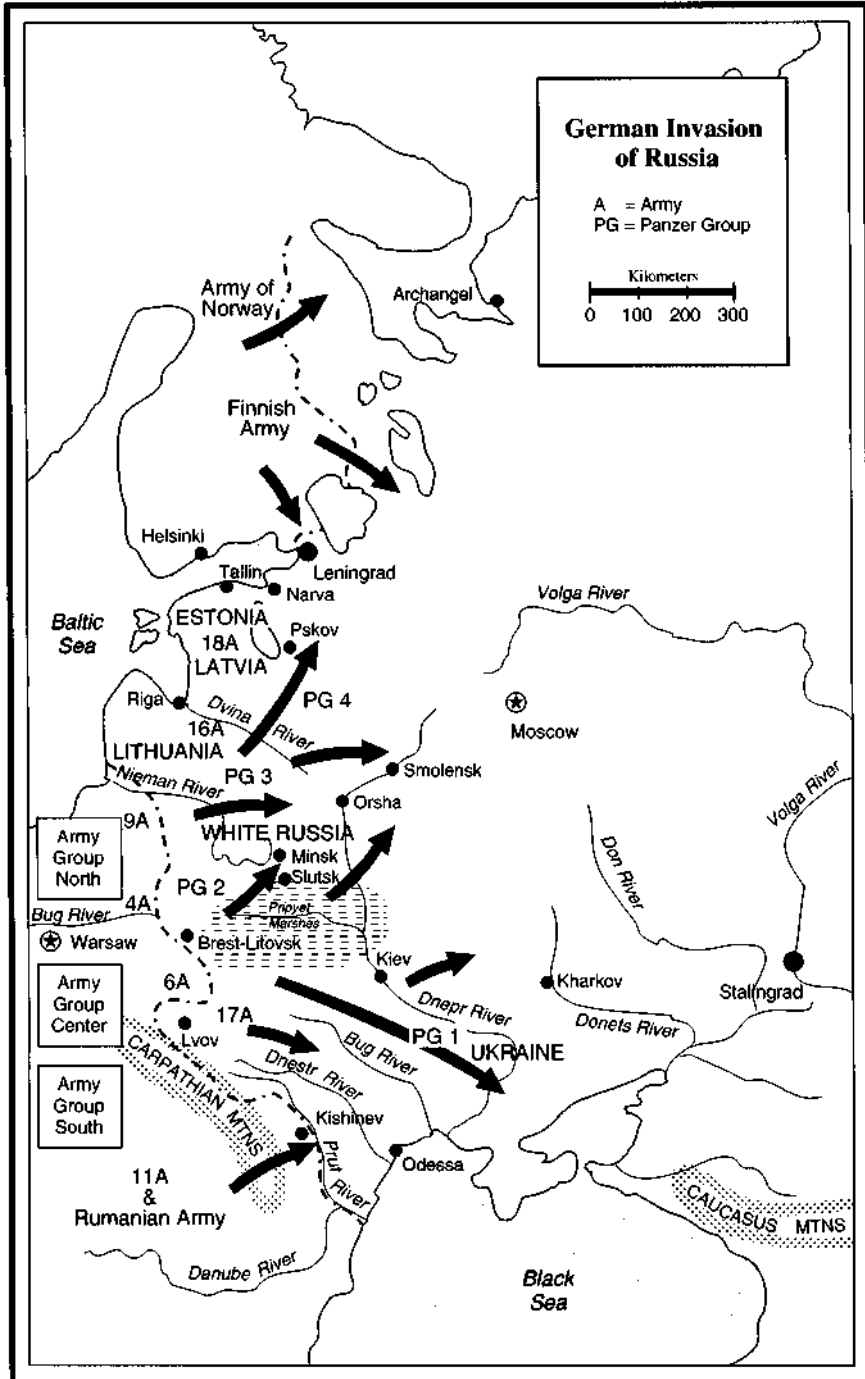 German Invasion
of Russia
A = Army
PG = Panzer Group
Kilometers
0 100 200 300
Army of
Norway
Archangel
Finnish
Army
Helsinki
Leningrad
Tallin
Narva
Baltic
Sea
ESTONIA
18A
Pskov
LATVIA
Volga River
Riga
PG 4
Dvina River
16A
Moscow
LITHUANIA
PG 3
Smolensk
Nieman River
Orsha
Volga River
9A
Army
Group
North
WHITE RUSSIA
Minsk
Don River
PG 2
Slutsk
4A
Bug River
Pripyet
Marshes
Warsaw
Brest-Litovsk
Kiev
Army
Group
Center
6A
Kharkov
Stalingrad
17A
Dnepr River
Donets River
Lvov
PG 1
UKRAINE
Bug River
Dnestr River
CARPATHIAN MTNS
Army
Group
South
Kishinev
Prut
River
Odessa
11A
&
Rumanian Army
CAUCASUS MTNS
Danube River
Black
Sea